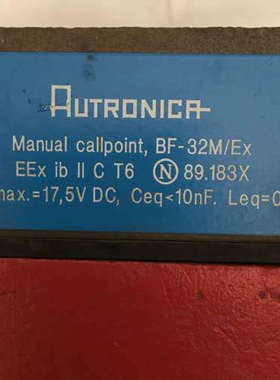 AUTRONICA
Manual callpoint, BF-32M/Ex
EEx ib II C T6 Ⓝ 89.183X
max.=17,5V DC, Ceq<10nF. Leq=0